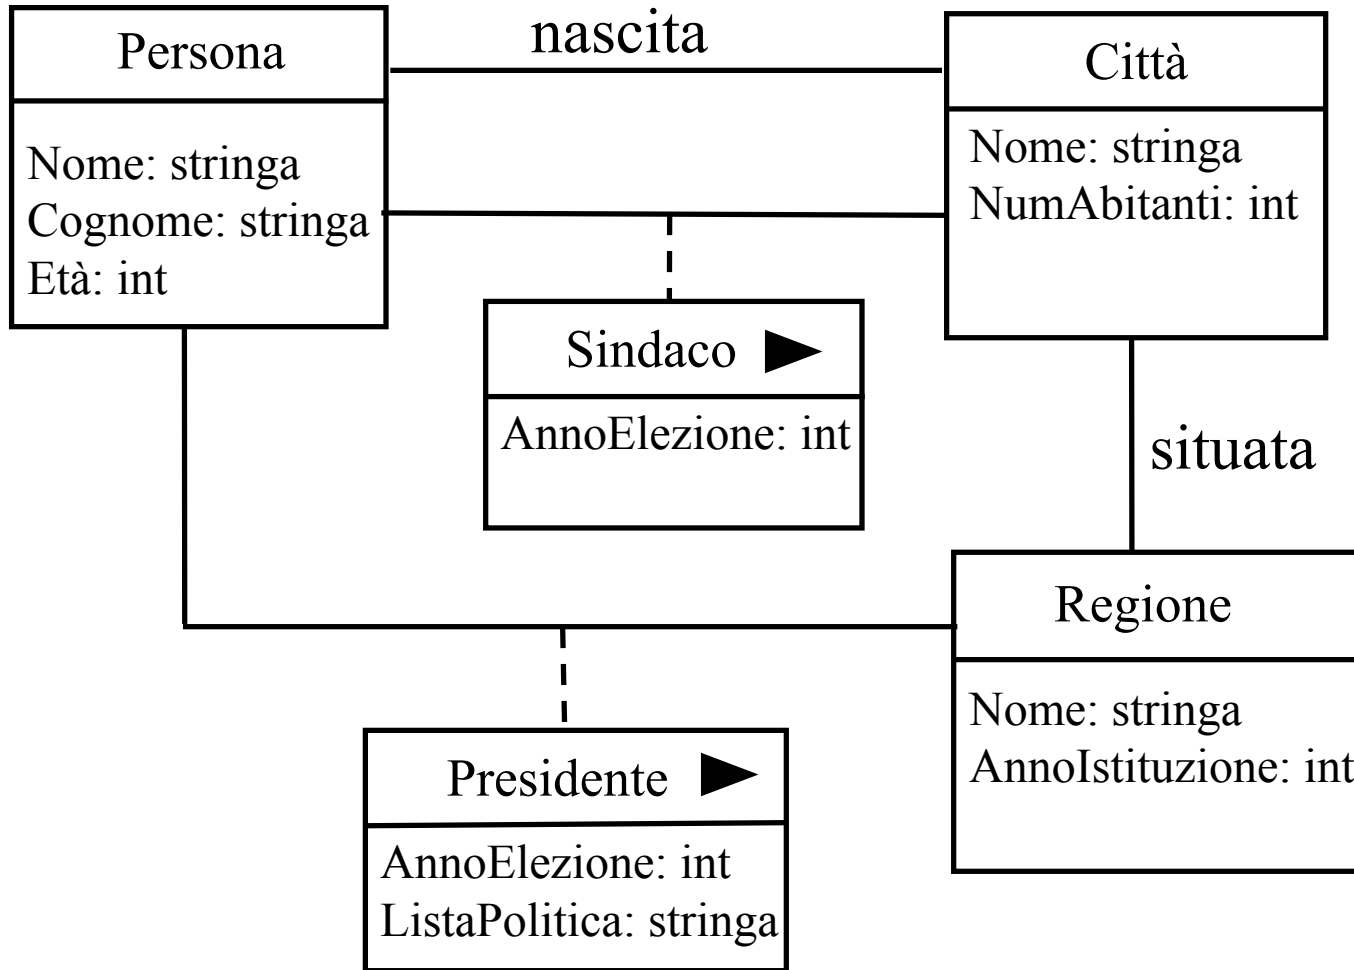 Persona
Nome: stringa
Cognome: stringa
Età: int
nascita
Città
Nome: stringa
NumAbitanti: int
Sindaco
AnnoElezione: int
situata
Regione
Nome: stringa
AnnoIstituzione: int
Presidente
AnnoElezione: int
ListaPolitica: stringa